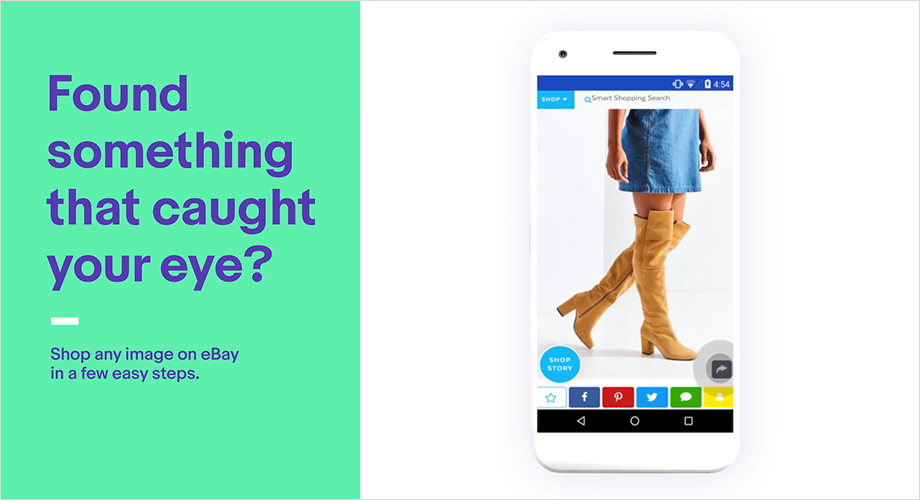 Found
something
that caught
your eye?
Shop any image on eBay
in a few easy steps.
4:54
SHOP
Smart Shopping Search
SHOP
STORY